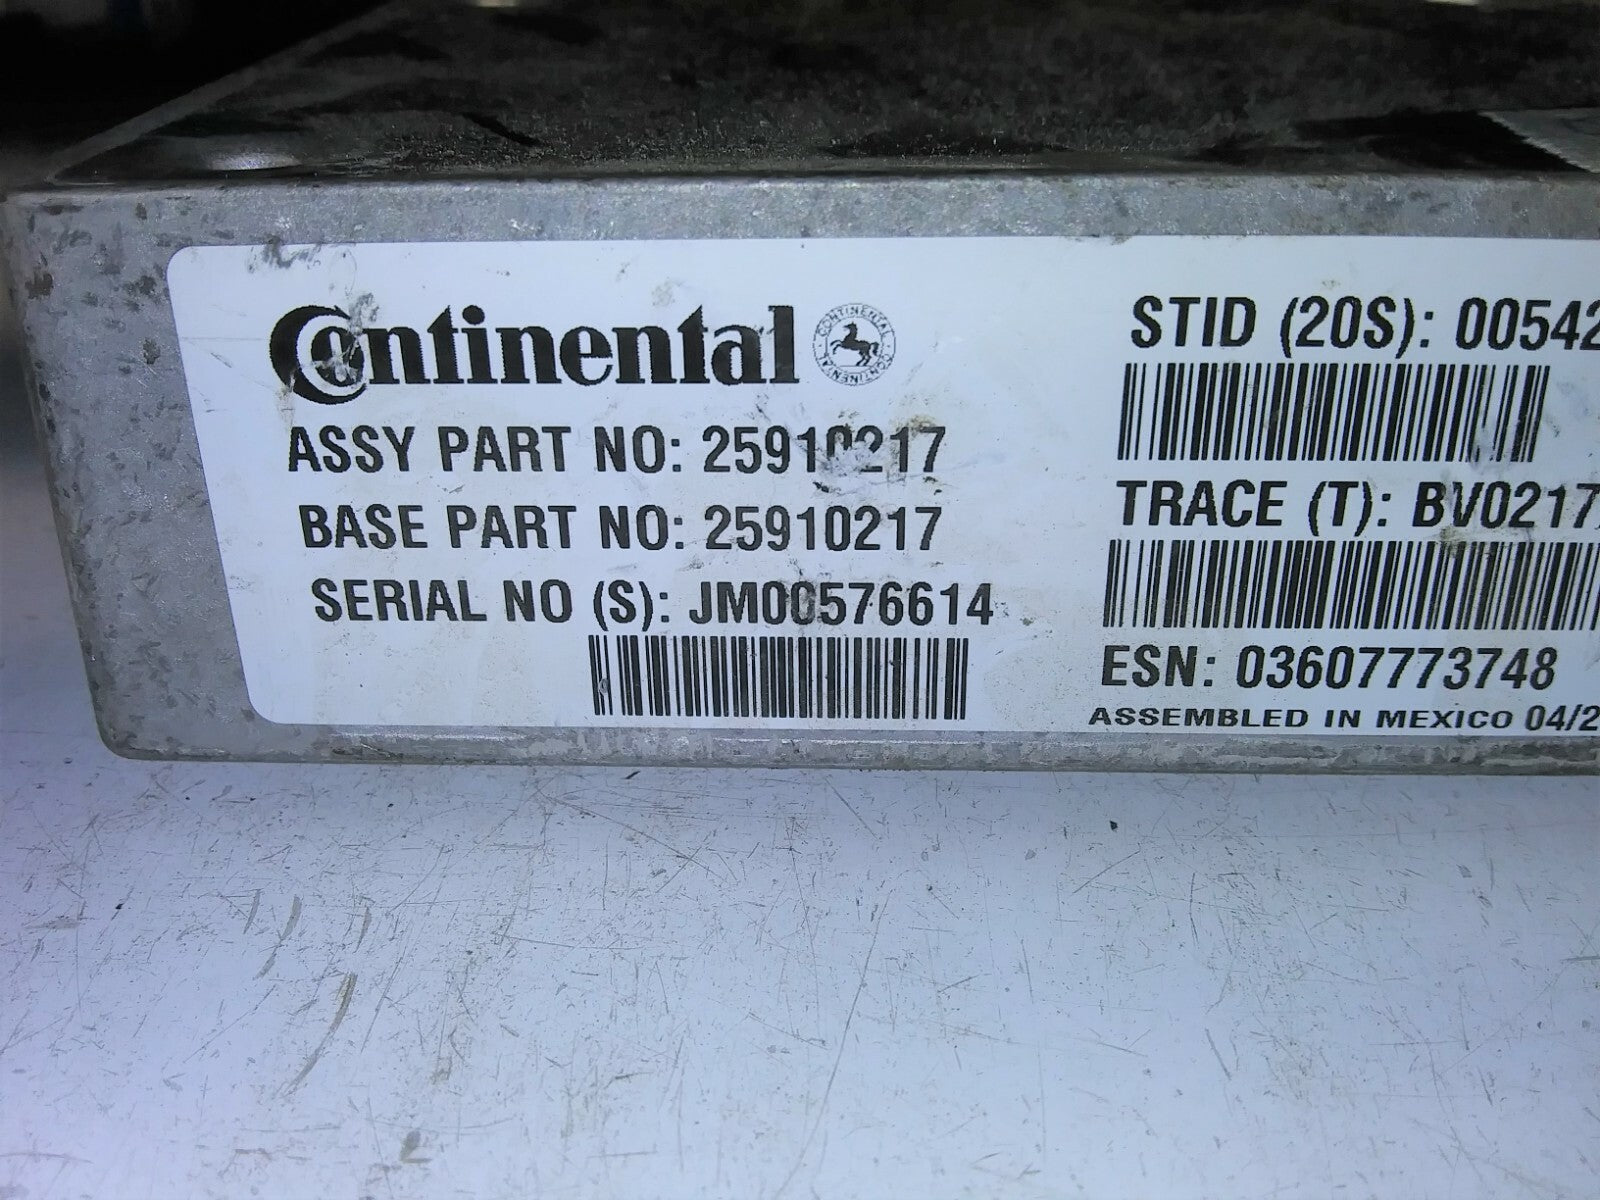 Continental
ASSY PART NO: 25910217
BASE PART NO: 25910217
SERIAL NO (S): JM00576614
STID (20S): 00542
TRACE (T): BV0217
ESN: 03607773748
ASSEMBLED IN MEXICO 04/2